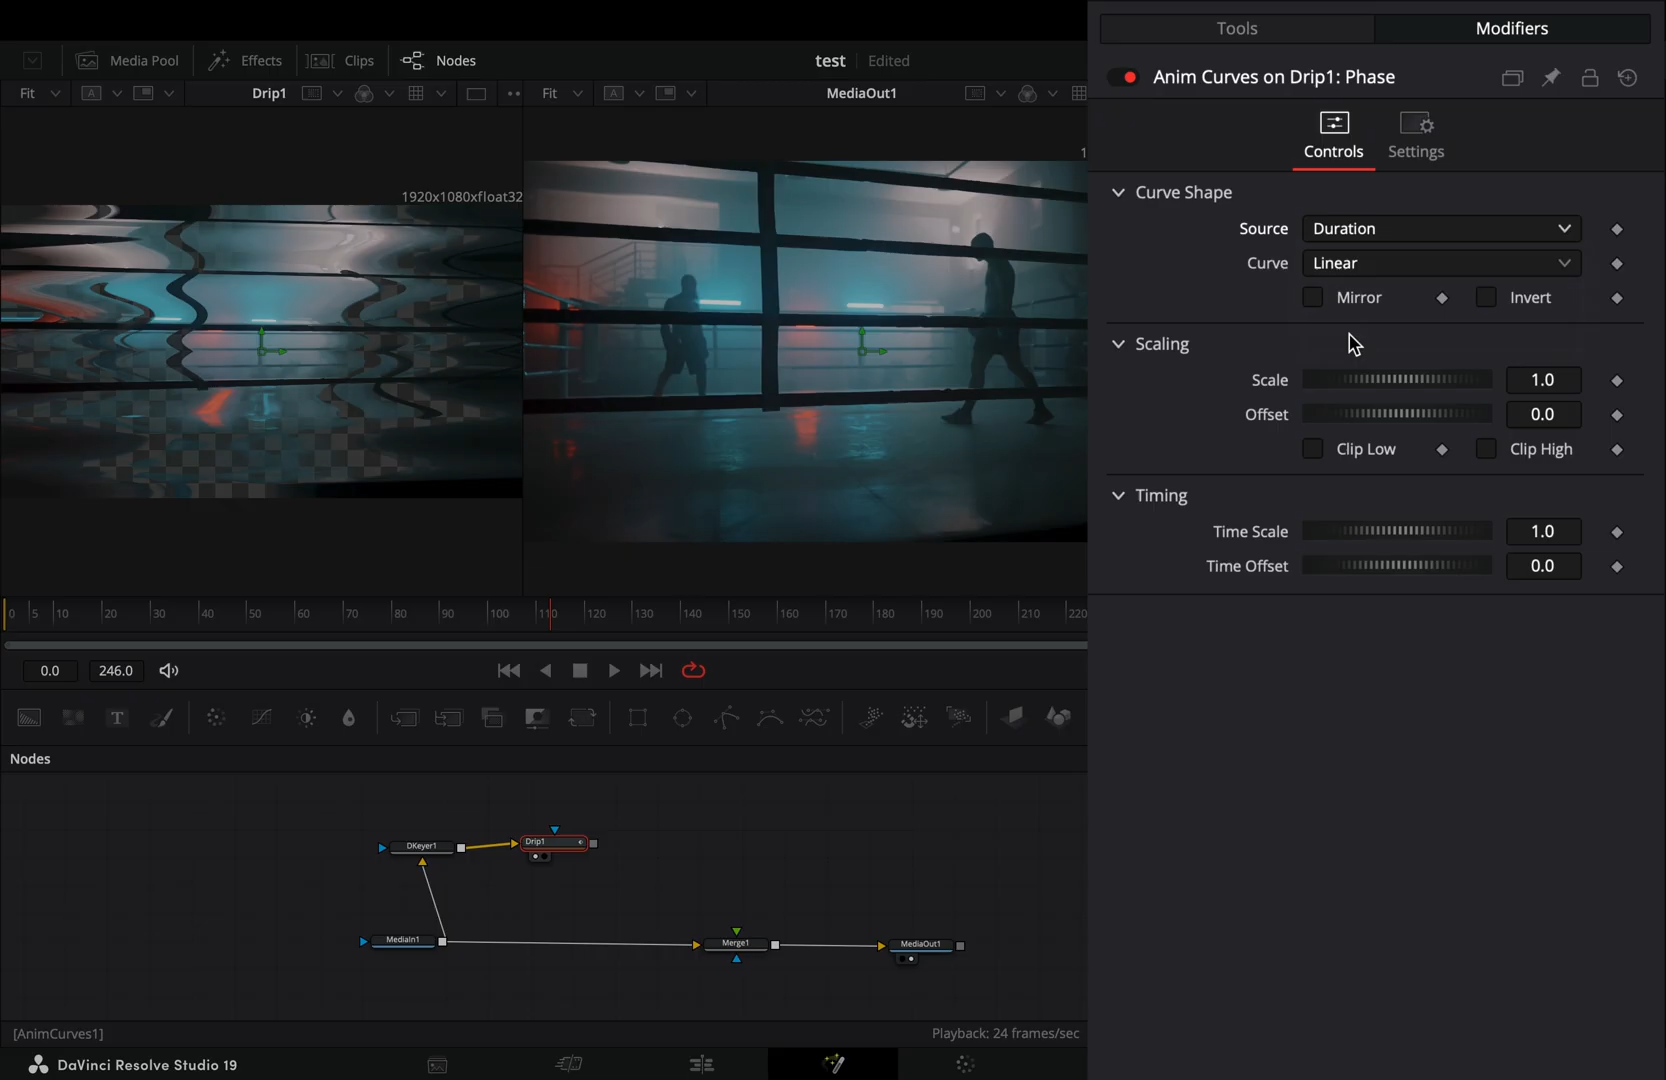 Tools
Modifiers
Media Pool
Effects
Clips
Nodes
test
Edited
Anim Curves on Drip1: Phase
Fit
A
Drip1
Fit
A
MediaOut1
Controls
Settings
1
1920x1080xfloat32
Curve Shape
Source
Duration
Curve
Linear
Mirror
Invert
Scaling
Scale
1.0
Offset
0.0
Clip Low
Clip High
Timing
Time Scale
1.0
Time Offset
0.0
0 5 10 20 30 40 50 60 70 80 90 100 110 120 130 140 150 160 170 180 190 200 210 220
0.0
246.0
T
Nodes
DKeyer1
Drip1
MediaIn1
Merge1
MediaOut1
[AnimCurves1]
Playback: 24 frames/sec
DaVinci Resolve Studio 19